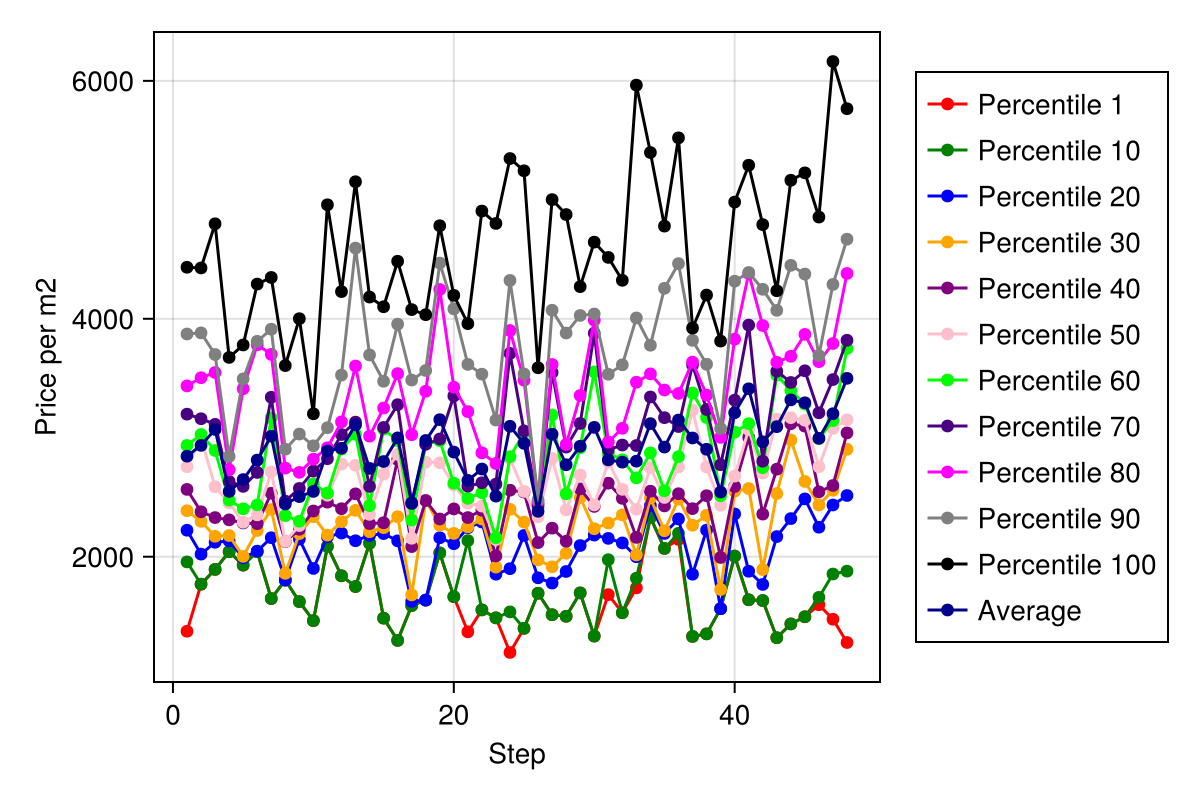 Price per m2
6000
4000
2000
0
20
40
Step
Percentile 1
Percentile 10
Percentile 20
Percentile 30
Percentile 40
Percentile 50
Percentile 60
Percentile 70
Percentile 80
Percentile 90
Percentile 100
Average